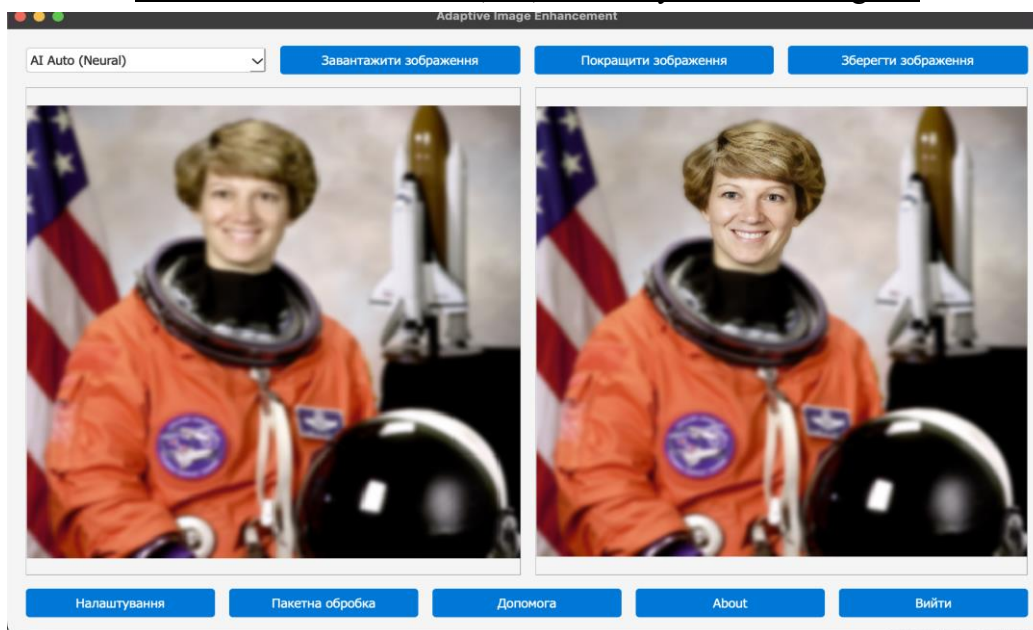 Adaptive Image Enhancement
AI Auto (Neural)
Завантажити зображення
Покращити зображення
Зберегти зображення
Налаштування
Пакетна обробка
Допомога
About
Вийти